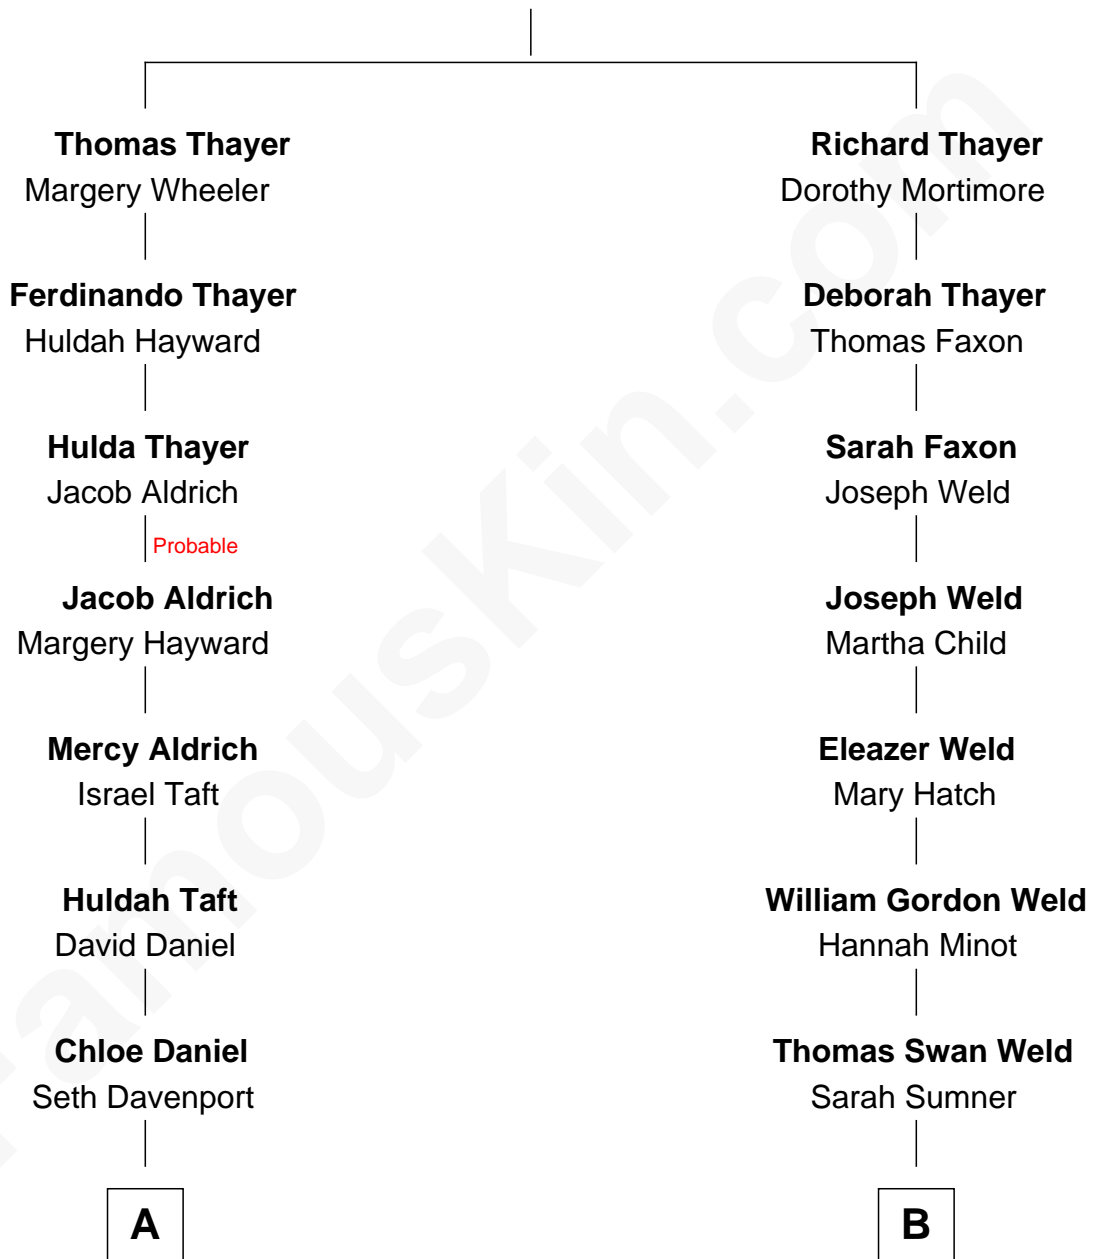 Thomas Thayer
Margery Wheeler
Ferdinando Thayer
Huldah Hayward
Hulda Thayer
Jacob Aldrich
Probable
Jacob Aldrich
Margery Hayward
Mercy Aldrich
Israel Taft
Huldah Taft
David Daniel
Chloe Daniel
Seth Davenport
A
Richard Thayer
Dorothy Mortimore
Deborah Thayer
Thomas Faxon
Sarah Faxon
Joseph Weld
Joseph Weld
Martha Child
Eleazer Weld
Mary Hatch
William Gordon Weld
Hannah Minot
Thomas Swan Weld
Sarah Sumner
B
FamousKin.com